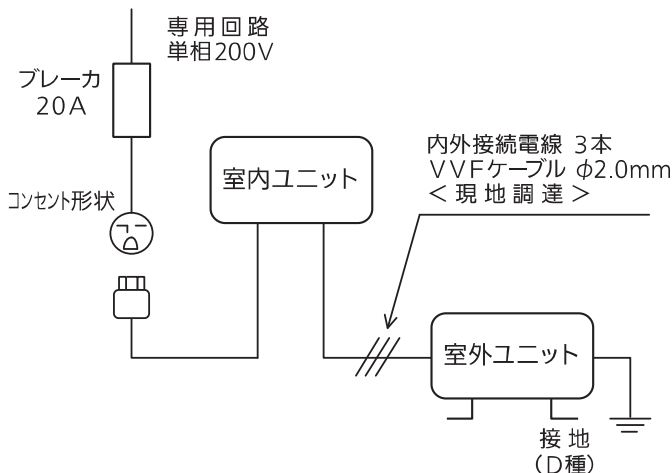 専用回路
単相200V
ブレーカ
20A
コンセント形状
室内ユニット
内外接続電線 3本
VVFケーブル φ2.0mm
<現地調達>
室外ユニット
接地
(D種)